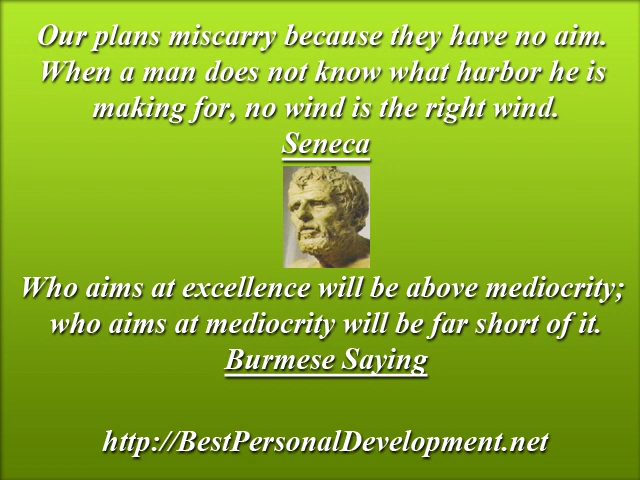 Our plans miscarry because they have no aim.
When a man does not know what harbor he is
making for, no wind is the right wind.
Seneca
Who aims at excellence will be above mediocrity;
who aims at mediocrity will be far short of it.
Burmese Saying
http://BestPersonalDevelopment.net